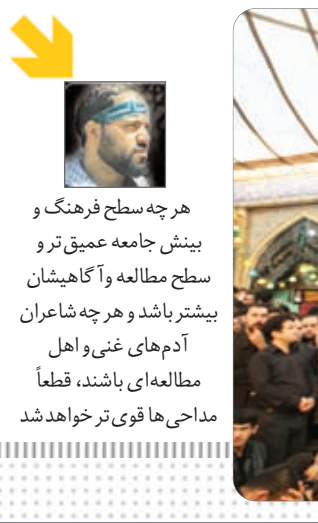 هر چه سطح فرهنگ و
بینش جامعه عمیق‌تر و
سطح مطالعه و آگاهیشان
بیشتر باشد و هر چه شاعران
آدم‌های غنی و اهل
مطالعه‌ای باشند، قطعاً
مداحی‌ها قوی‌تر خواهد شد